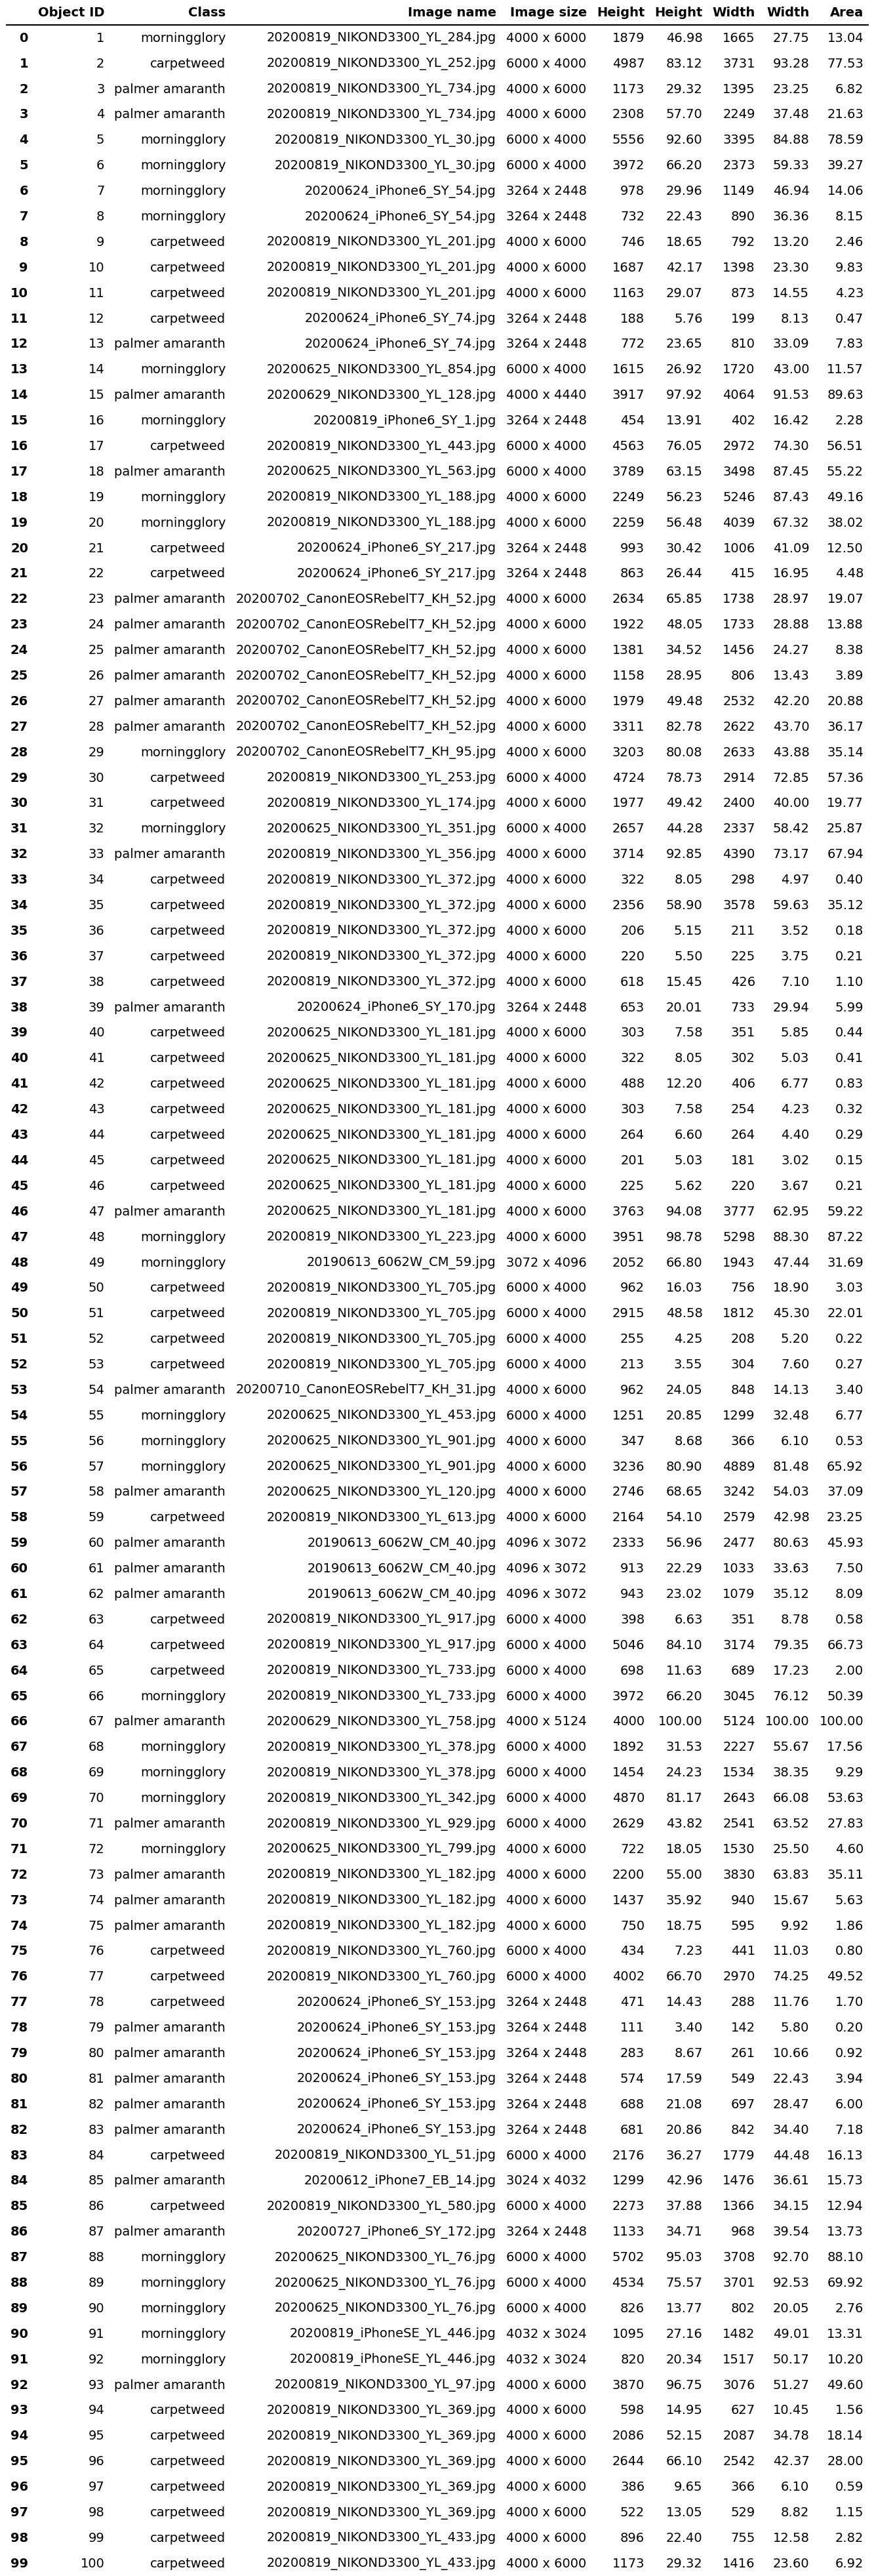 Object ID Class Image name Image size Height Height Width Width Area
0 1 morningglory 20200819_NIKOND3300_YL_284.jpg 4000 x 6000 1879 46.98 1665 27.75 13.04
1 2 carpetweed 20200819_NIKOND3300_YL_252.jpg 6000 x 4000 4987 83.12 3731 93.28 77.53
2 3 palmer amaranth 20200819_NIKOND3300_YL_734.jpg 4000 x 6000 1173 29.32 1395 23.25 6.82
3 4 palmer amaranth 20200819_NIKOND3300_YL_734.jpg 4000 x 6000 2308 57.70 2249 37.48 21.63
4 5 morningglory 20200819_NIKOND3300_YL_30.jpg 6000 x 4000 5556 92.60 3395 84.88 78.59
5 6 morningglory 20200819_NIKOND3300_YL_30.jpg 6000 x 4000 3972 66.20 2373 59.33 39.27
6 7 morningglory 20200624_iPhone6_SY_54.jpg 3264 x 2448 978 29.96 1149 46.94 14.06
7 8 morningglory 20200624_iPhone6_SY_54.jpg 3264 x 2448 732 22.43 890 36.36 8.15
8 9 carpetweed 20200819_NIKOND3300_YL_201.jpg 4000 x 6000 746 18.65 792 13.20 2.46
9 10 carpetweed 20200819_NIKOND3300_YL_201.jpg 4000 x 6000 1687 42.17 1398 23.30 9.83
10 11 carpetweed 20200819_NIKOND3300_YL_201.jpg 4000 x 6000 1163 29.07 873 14.55 4.23
11 12 carpetweed 20200624_iPhone6_SY_74.jpg 3264 x 2448 188 5.76 199 8.13 0.47
12 13 palmer amaranth 20200624_iPhone6_SY_74.jpg 3264 x 2448 772 23.65 810 33.09 7.83
13 14 morningglory 20200625_NIKOND3300_YL_854.jpg 6000 x 4000 1615 26.92 1720 43.00 11.57
14 15 palmer amaranth 20200629_NIKOND3300_YL_128.jpg 4000 x 4440 3917 97.92 4064 91.53 89.63
15 16 morningglory 20200819_iPhone6_SY_1.jpg 3264 x 2448 454 13.91 402 16.42 2.28
16 17 carpetweed 20200819_NIKOND3300_YL_443.jpg 6000 x 4000 4563 76.05 2972 74.30 56.51
17 18 palmer amaranth 20200625_NIKOND3300_YL_563.jpg 6000 x 4000 3789 63.15 3498 87.45 55.22
18 19 morningglory 20200819_NIKOND3300_YL_188.jpg 4000 x 6000 2249 56.23 5246 87.43 49.16
19 20 morningglory 20200819_NIKOND3300_YL_188.jpg 4000 x 6000 2259 56.48 4039 67.32 38.02
20 21 carpetweed 20200624_iPhone6_SY_217.jpg 3264 x 2448 993 30.42 1006 41.09 12.50
21 22 carpetweed 20200624_iPhone6_SY_217.jpg 3264 x 2448 863 26.44 415 16.95 4.48
22 23 palmer amaranth 20200702_CanonEOSRebelT7_KH_52.jpg 4000 x 6000 2634 65.85 1738 28.97 19.07
23 24 palmer amaranth 20200702_CanonEOSRebelT7_KH_52.jpg 4000 x 6000 1922 48.05 1733 28.88 13.88
24 25 palmer amaranth 20200702_CanonEOSRebelT7_KH_52.jpg 4000 x 6000 1381 34.52 1456 24.27 8.38
25 26 palmer amaranth 20200702_CanonEOSRebelT7_KH_52.jpg 4000 x 6000 1158 28.95 806 13.43 3.89
26 27 palmer amaranth 20200702_CanonEOSRebelT7_KH_52.jpg 4000 x 6000 1979 49.48 2532 42.20 20.88
27 28 palmer amaranth 20200702_CanonEOSRebelT7_KH_52.jpg 4000 x 6000 3311 82.78 2622 43.70 36.17
28 29 morningglory 20200702_CanonEOSRebelT7_KH_95.jpg 4000 x 6000 3203 80.08 2633 43.88 35.14
29 30 carpetweed 20200819_NIKOND3300_YL_253.jpg 6000 x 4000 4724 78.73 2914 72.85 57.36
30 31 carpetweed 20200819_NIKOND3300_YL_174.jpg 4000 x 6000 1977 49.42 2400 40.00 19.77
31 32 morningglory 20200625_NIKOND3300_YL_351.jpg 6000 x 4000 2657 44.28 2337 58.42 25.87
32 33 palmer amaranth 20200819_NIKOND3300_YL_356.jpg 4000 x 6000 3714 92.85 4390 73.17 67.94
33 34 carpetweed 20200819_NIKOND3300_YL_372.jpg 4000 x 6000 322 8.05 298 4.97 0.40
34 35 carpetweed 20200819_NIKOND3300_YL_372.jpg 4000 x 6000 2356 58.90 3578 59.63 35.12
35 36 carpetweed 20200819_NIKOND3300_YL_372.jpg 4000 x 6000 206 5.15 211 3.52 0.18
36 37 carpetweed 20200819_NIKOND3300_YL_372.jpg 4000 x 6000 220 5.50 225 3.75 0.21
37 38 carpetweed 20200819_NIKOND3300_YL_372.jpg 4000 x 6000 618 15.45 426 7.10 1.10
38 39 palmer amaranth 20200624_iPhone6_SY_170.jpg 3264 x 2448 653 20.01 733 29.94 5.99
39 40 carpetweed 20200625_NIKOND3300_YL_181.jpg 4000 x 6000 303 7.58 351 5.85 0.44
40 41 carpetweed 20200625_NIKOND3300_YL_181.jpg 4000 x 6000 322 8.05 302 5.03 0.41
41 42 carpetweed 20200625_NIKOND3300_YL_181.jpg 4000 x 6000 488 12.20 406 6.77 0.83
42 43 carpetweed 20200625_NIKOND3300_YL_181.jpg 4000 x 6000 303 7.58 254 4.23 0.32
43 44 carpetweed 20200625_NIKOND3300_YL_181.jpg 4000 x 6000 264 6.60 264 4.40 0.29
44 45 carpetweed 20200625_NIKOND3300_YL_181.jpg 4000 x 6000 201 5.03 181 3.02 0.15
45 46 carpetweed 20200625_NIKOND3300_YL_181.jpg 4000 x 6000 225 5.62 220 3.67 0.21
46 47 palmer amaranth 20200625_NIKOND3300_YL_181.jpg 4000 x 6000 3763 94.08 3777 62.95 59.22
47 48 morningglory 20200819_NIKOND3300_YL_223.jpg 4000 x 6000 3951 98.78 5298 88.30 87.22
48 49 morningglory 20190613_6062W_CM_59.jpg 3072 x 4096 2052 66.80 1943 47.44 31.69
49 50 carpetweed 20200819_NIKOND3300_YL_705.jpg 6000 x 4000 962 16.03 756 18.90 3.03
50 51 carpetweed 20200819_NIKOND3300_YL_705.jpg 6000 x 4000 2915 48.58 1812 45.30 22.01
51 52 carpetweed 20200819_NIKOND3300_YL_705.jpg 6000 x 4000 255 4.25 208 5.20 0.22
52 53 carpetweed 20200819_NIKOND3300_YL_705.jpg 6000 x 4000 213 3.55 304 7.60 0.27
53 54 palmer amaranth 20200710_CanonEOSRebelT7_KH_31.jpg 4000 x 6000 962 24.05 848 14.13 3.40
54 55 morningglory 20200625_NIKOND3300_YL_453.jpg 6000 x 4000 1251 20.85 1299 32.48 6.77
55 56 morningglory 20200625_NIKOND3300_YL_901.jpg 4000 x 6000 347 8.68 366 6.10 0.53
56 57 morningglory 20200625_NIKOND3300_YL_901.jpg 4000 x 6000 3236 80.90 4889 81.48 65.92
57 58 palmer amaranth 20200625_NIKOND3300_YL_120.jpg 4000 x 6000 2746 68.65 3242 54.03 37.09
58 59 carpetweed 20200819_NIKOND3300_YL_613.jpg 4000 x 6000 2164 54.10 2579 42.98 23.25
59 60 palmer amaranth 20190613_6062W_CM_40.jpg 4096 x 3072 2333 56.96 2477 80.63 45.93
60 61 palmer amaranth 20190613_6062W_CM_40.jpg 4096 x 3072 913 22.29 1033 33.63 7.50
61 62 palmer amaranth 20190613_6062W_CM_40.jpg 4096 x 3072 943 23.02 1079 35.12 8.09
62 63 carpetweed 20200819_NIKOND3300_YL_917.jpg 6000 x 4000 398 6.63 351 8.78 0.58
63 64 carpetweed 20200819_NIKOND3300_YL_917.jpg 6000 x 4000 5046 84.10 3174 79.35 66.73
64 65 carpetweed 20200819_NIKOND3300_YL_733.jpg 6000 x 4000 698 11.63 689 17.23 2.00
65 66 morningglory 20200819_NIKOND3300_YL_733.jpg 6000 x 4000 3972 66.20 3045 76.12 50.39
66 67 palmer amaranth 20200629_NIKOND3300_YL_758.jpg 4000 x 5124 4000 100.00 5124 100.00 100.00
67 68 morningglory 20200819_NIKOND3300_YL_378.jpg 6000 x 4000 1892 31.53 2227 55.67 17.56
68 69 morningglory 20200819_NIKOND3300_YL_378.jpg 6000 x 4000 1454 24.23 1534 38.35 9.29
69 70 morningglory 20200819_NIKOND3300_YL_342.jpg 6000 x 4000 4870 81.17 2643 66.08 53.63
70 71 palmer amaranth 20200819_NIKOND3300_YL_929.jpg 6000 x 4000 2629 43.82 2541 63.52 27.83
71 72 morningglory 20200625_NIKOND3300_YL_799.jpg 4000 x 6000 722 18.05 1530 25.50 4.60
72 73 palmer amaranth 20200819_NIKOND3300_YL_182.jpg 4000 x 6000 2200 55.00 3830 63.83 35.11
73 74 palmer amaranth 20200819_NIKOND3300_YL_182.jpg 4000 x 6000 1437 35.92 940 15.67 5.63
74 75 palmer amaranth 20200819_NIKOND3300_YL_182.jpg 4000 x 6000 750 18.75 595 9.92 1.86
75 76 carpetweed 20200819_NIKOND3300_YL_760.jpg 6000 x 4000 434 7.23 441 11.03 0.80
76 77 carpetweed 20200819_NIKOND3300_YL_760.jpg 6000 x 4000 4002 66.70 2970 74.25 49.52
77 78 carpetweed 20200624_iPhone6_SY_153.jpg 3264 x 2448 471 14.43 288 11.76 1.70
78 79 palmer amaranth 20200624_iPhone6_SY_153.jpg 3264 x 2448 111 3.40 142 5.80 0.20
79 80 palmer amaranth 20200624_iPhone6_SY_153.jpg 3264 x 2448 283 8.67 261 10.66 0.92
80 81 palmer amaranth 20200624_iPhone6_SY_153.jpg 3264 x 2448 574 17.59 549 22.43 3.94
81 82 palmer amaranth 20200624_iPhone6_SY_153.jpg 3264 x 2448 688 21.08 697 28.47 6.00
82 83 palmer amaranth 20200624_iPhone6_SY_153.jpg 3264 x 2448 681 20.86 842 34.40 7.18
83 84 carpetweed 20200819_NIKOND3300_YL_51.jpg 6000 x 4000 2176 36.27 1779 44.48 16.13
84 85 palmer amaranth 20200612_iPhone7_EB_14.jpg 3024 x 4032 1299 42.96 1476 36.61 15.73
85 86 carpetweed 20200819_NIKOND3300_YL_580.jpg 6000 x 4000 2273 37.88 1366 34.15 12.94
86 87 palmer amaranth 20200727_iPhone6_SY_172.jpg 3264 x 2448 1133 34.71 968 39.54 13.73
87 88 morningglory 20200625_NIKOND3300_YL_76.jpg 6000 x 4000 5702 95.03 3708 92.70 88.10
88 89 morningglory 20200625_NIKOND3300_YL_76.jpg 6000 x 4000 4534 75.57 3701 92.53 69.92
89 90 morningglory 20200625_NIKOND3300_YL_76.jpg 6000 x 4000 826 13.77 802 20.05 2.76
90 91 morningglory 20200819_iPhoneSE_YL_446.jpg 4032 x 3024 1095 27.16 1482 49.01 13.31
91 92 morningglory 20200819_iPhoneSE_YL_446.jpg 4032 x 3024 820 20.34 1517 50.17 10.20
92 93 palmer amaranth 20200819_NIKOND3300_YL_97.jpg 4000 x 6000 3870 96.75 3076 51.27 49.60
93 94 carpetweed 20200819_NIKOND3300_YL_369.jpg 4000 x 6000 598 14.95 627 10.45 1.56
94 95 carpetweed 20200819_NIKOND3300_YL_369.jpg 4000 x 6000 2086 52.15 2087 34.78 18.14
95 96 carpetweed 20200819_NIKOND3300_YL_369.jpg 4000 x 6000 2644 66.10 2542 42.37 28.00
96 97 carpetweed 20200819_NIKOND3300_YL_369.jpg 4000 x 6000 386 9.65 366 6.10 0.59
97 98 carpetweed 20200819_NIKOND3300_YL_369.jpg 4000 x 6000 522 13.05 529 8.82 1.15
98 99 carpetweed 20200819_NIKOND3300_YL_433.jpg 4000 x 6000 896 22.40 755 12.58 2.82
99 100 carpetweed 20200819_NIKOND3300_YL_433.jpg 4000 x 6000 1173 29.32 1416 23.60 6.92